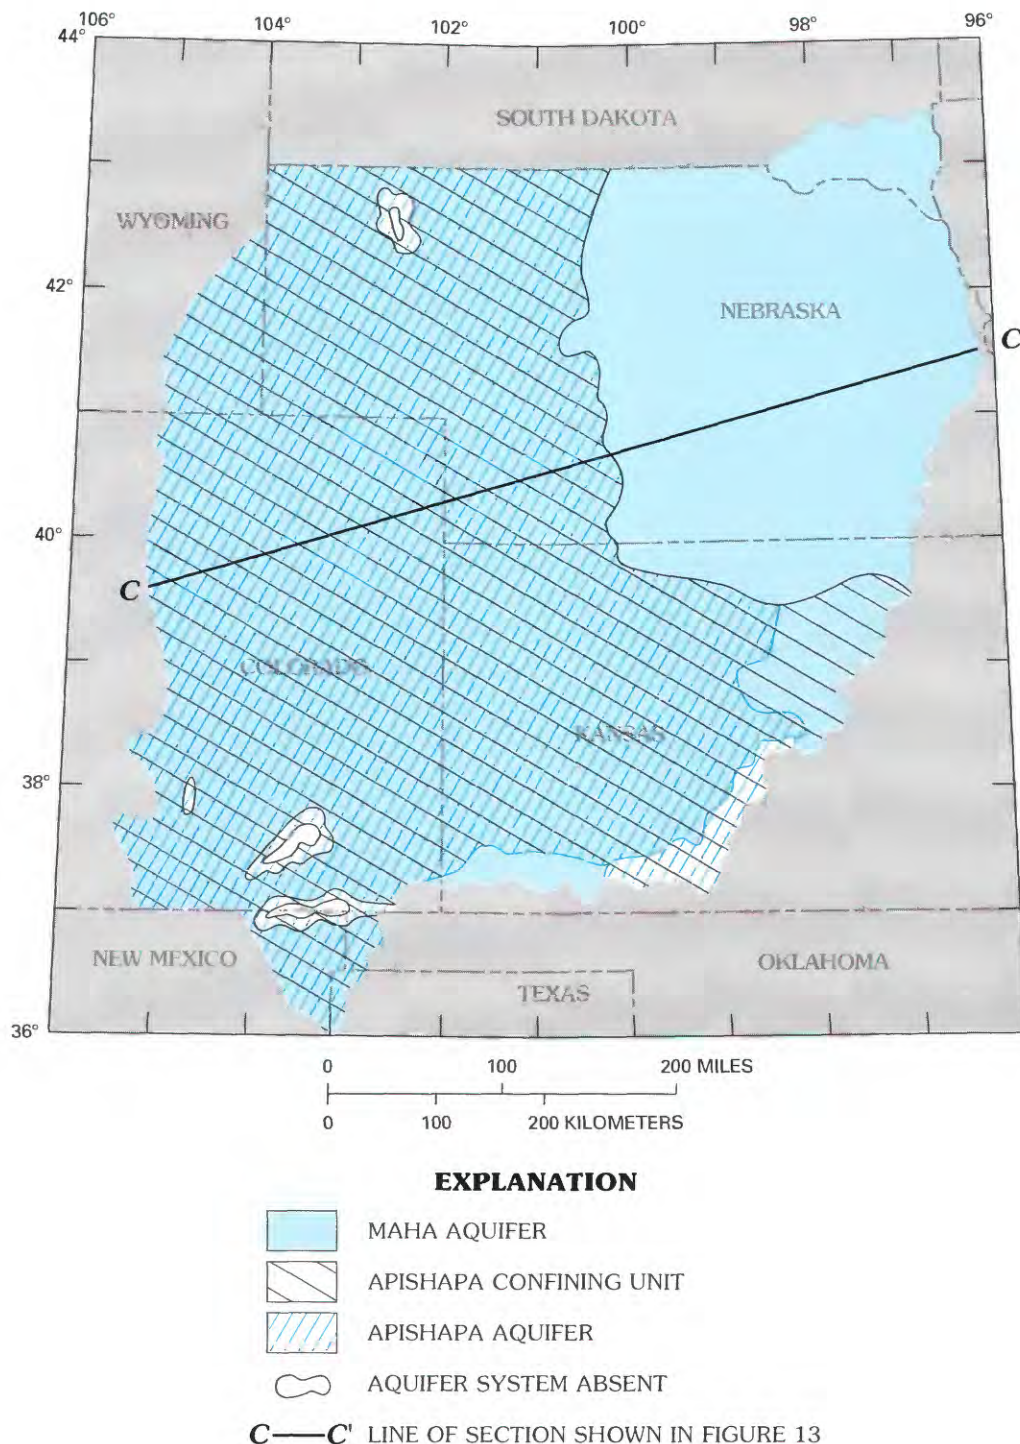 106° 104° 102° 100° 98° 96°
44°
SOUTH DAKOTA
WYOMING
42°
NEBRASKA
C'
40°
C
COLORADO
KANSAS
38°
NEW MEXICO
OKLAHOMA
TEXAS
36°
0 100 200 MILES
0 100 200 KILOMETERS
EXPLANATION
MAHA AQUIFER
APISHAPA CONFINING UNIT
APISHAPA AQUIFER
AQUIFER SYSTEM ABSENT
C—C' LINE OF SECTION SHOWN IN FIGURE 13